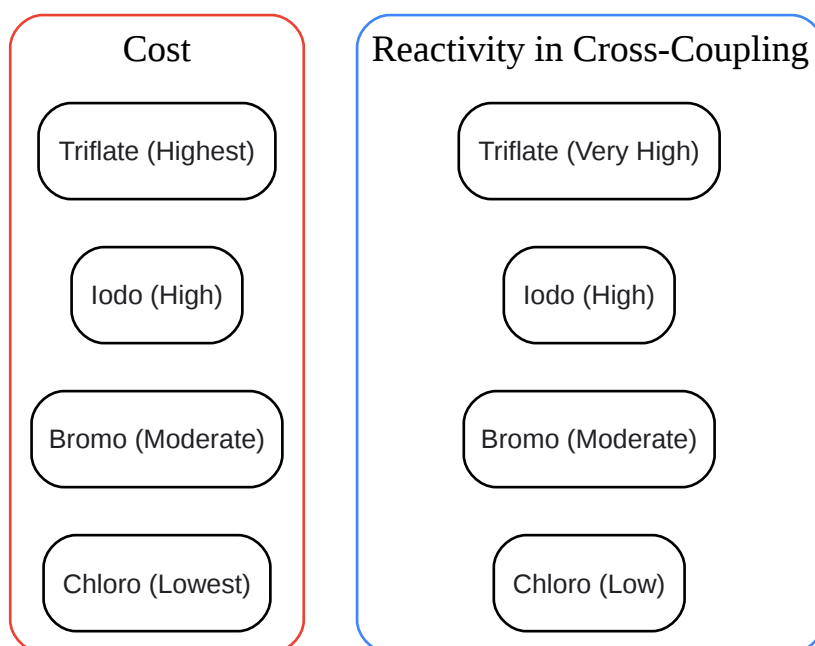 Cost
Triflate (Highest)
Iodo (High)
Bromo (Moderate)
Chloro (Lowest)
Reactivity in Cross-Coupling
Triflate (Very High)
Iodo (High)
Bromo (Moderate)
Chloro (Low)